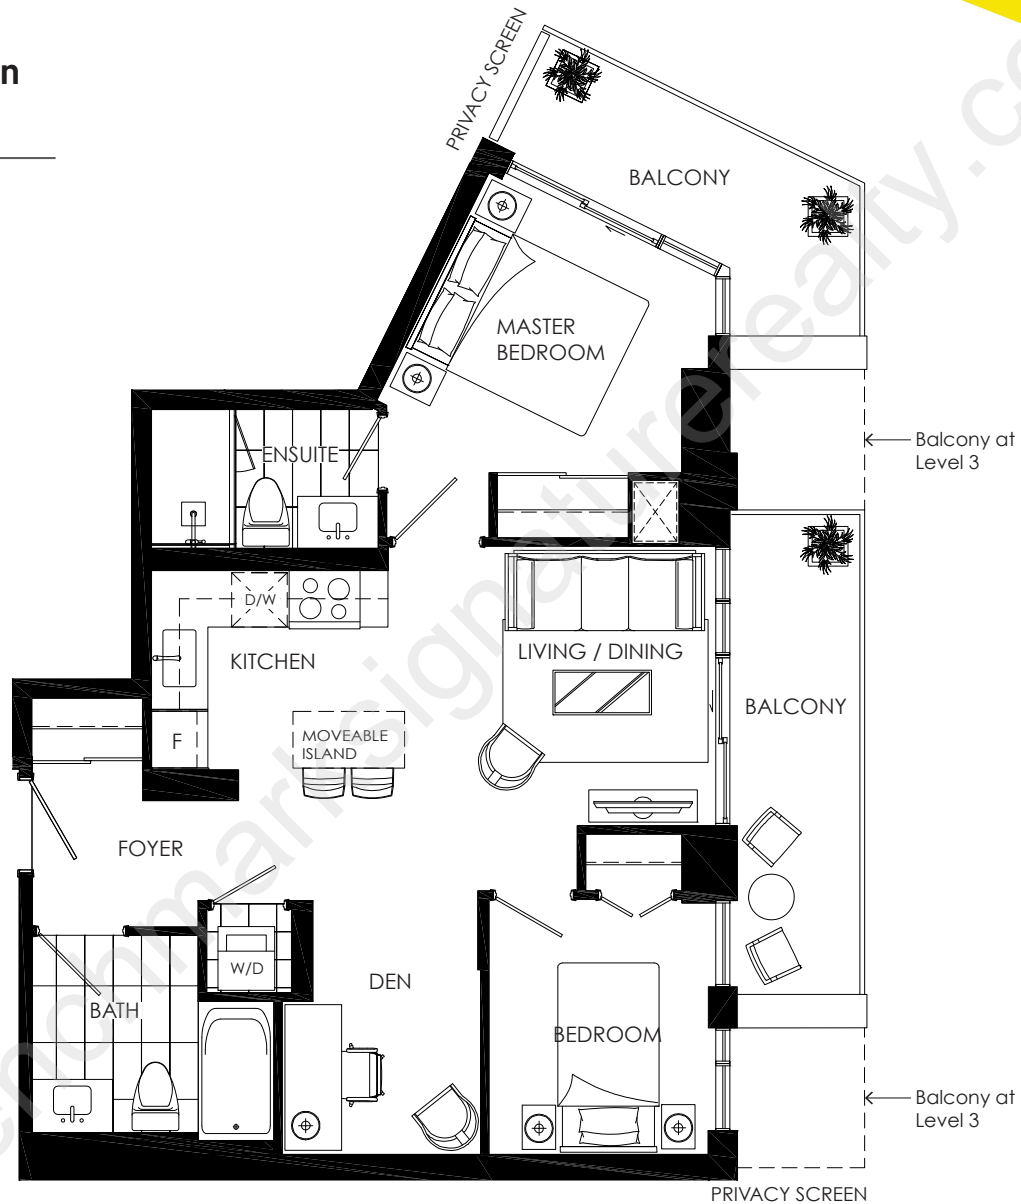 n
PRIVACY SCREEN
BALCONY
MASTER
BEDROOM
Balcony at
Level 3
ENSUITE
D/W
KITCHEN
LIVING / DINING
BALCONY
F
MOVEABLE
ISLAND
FOYER
W/D
DEN
BATH
BEDROOM
Balcony at
Level 3
PRIVACY SCREEN